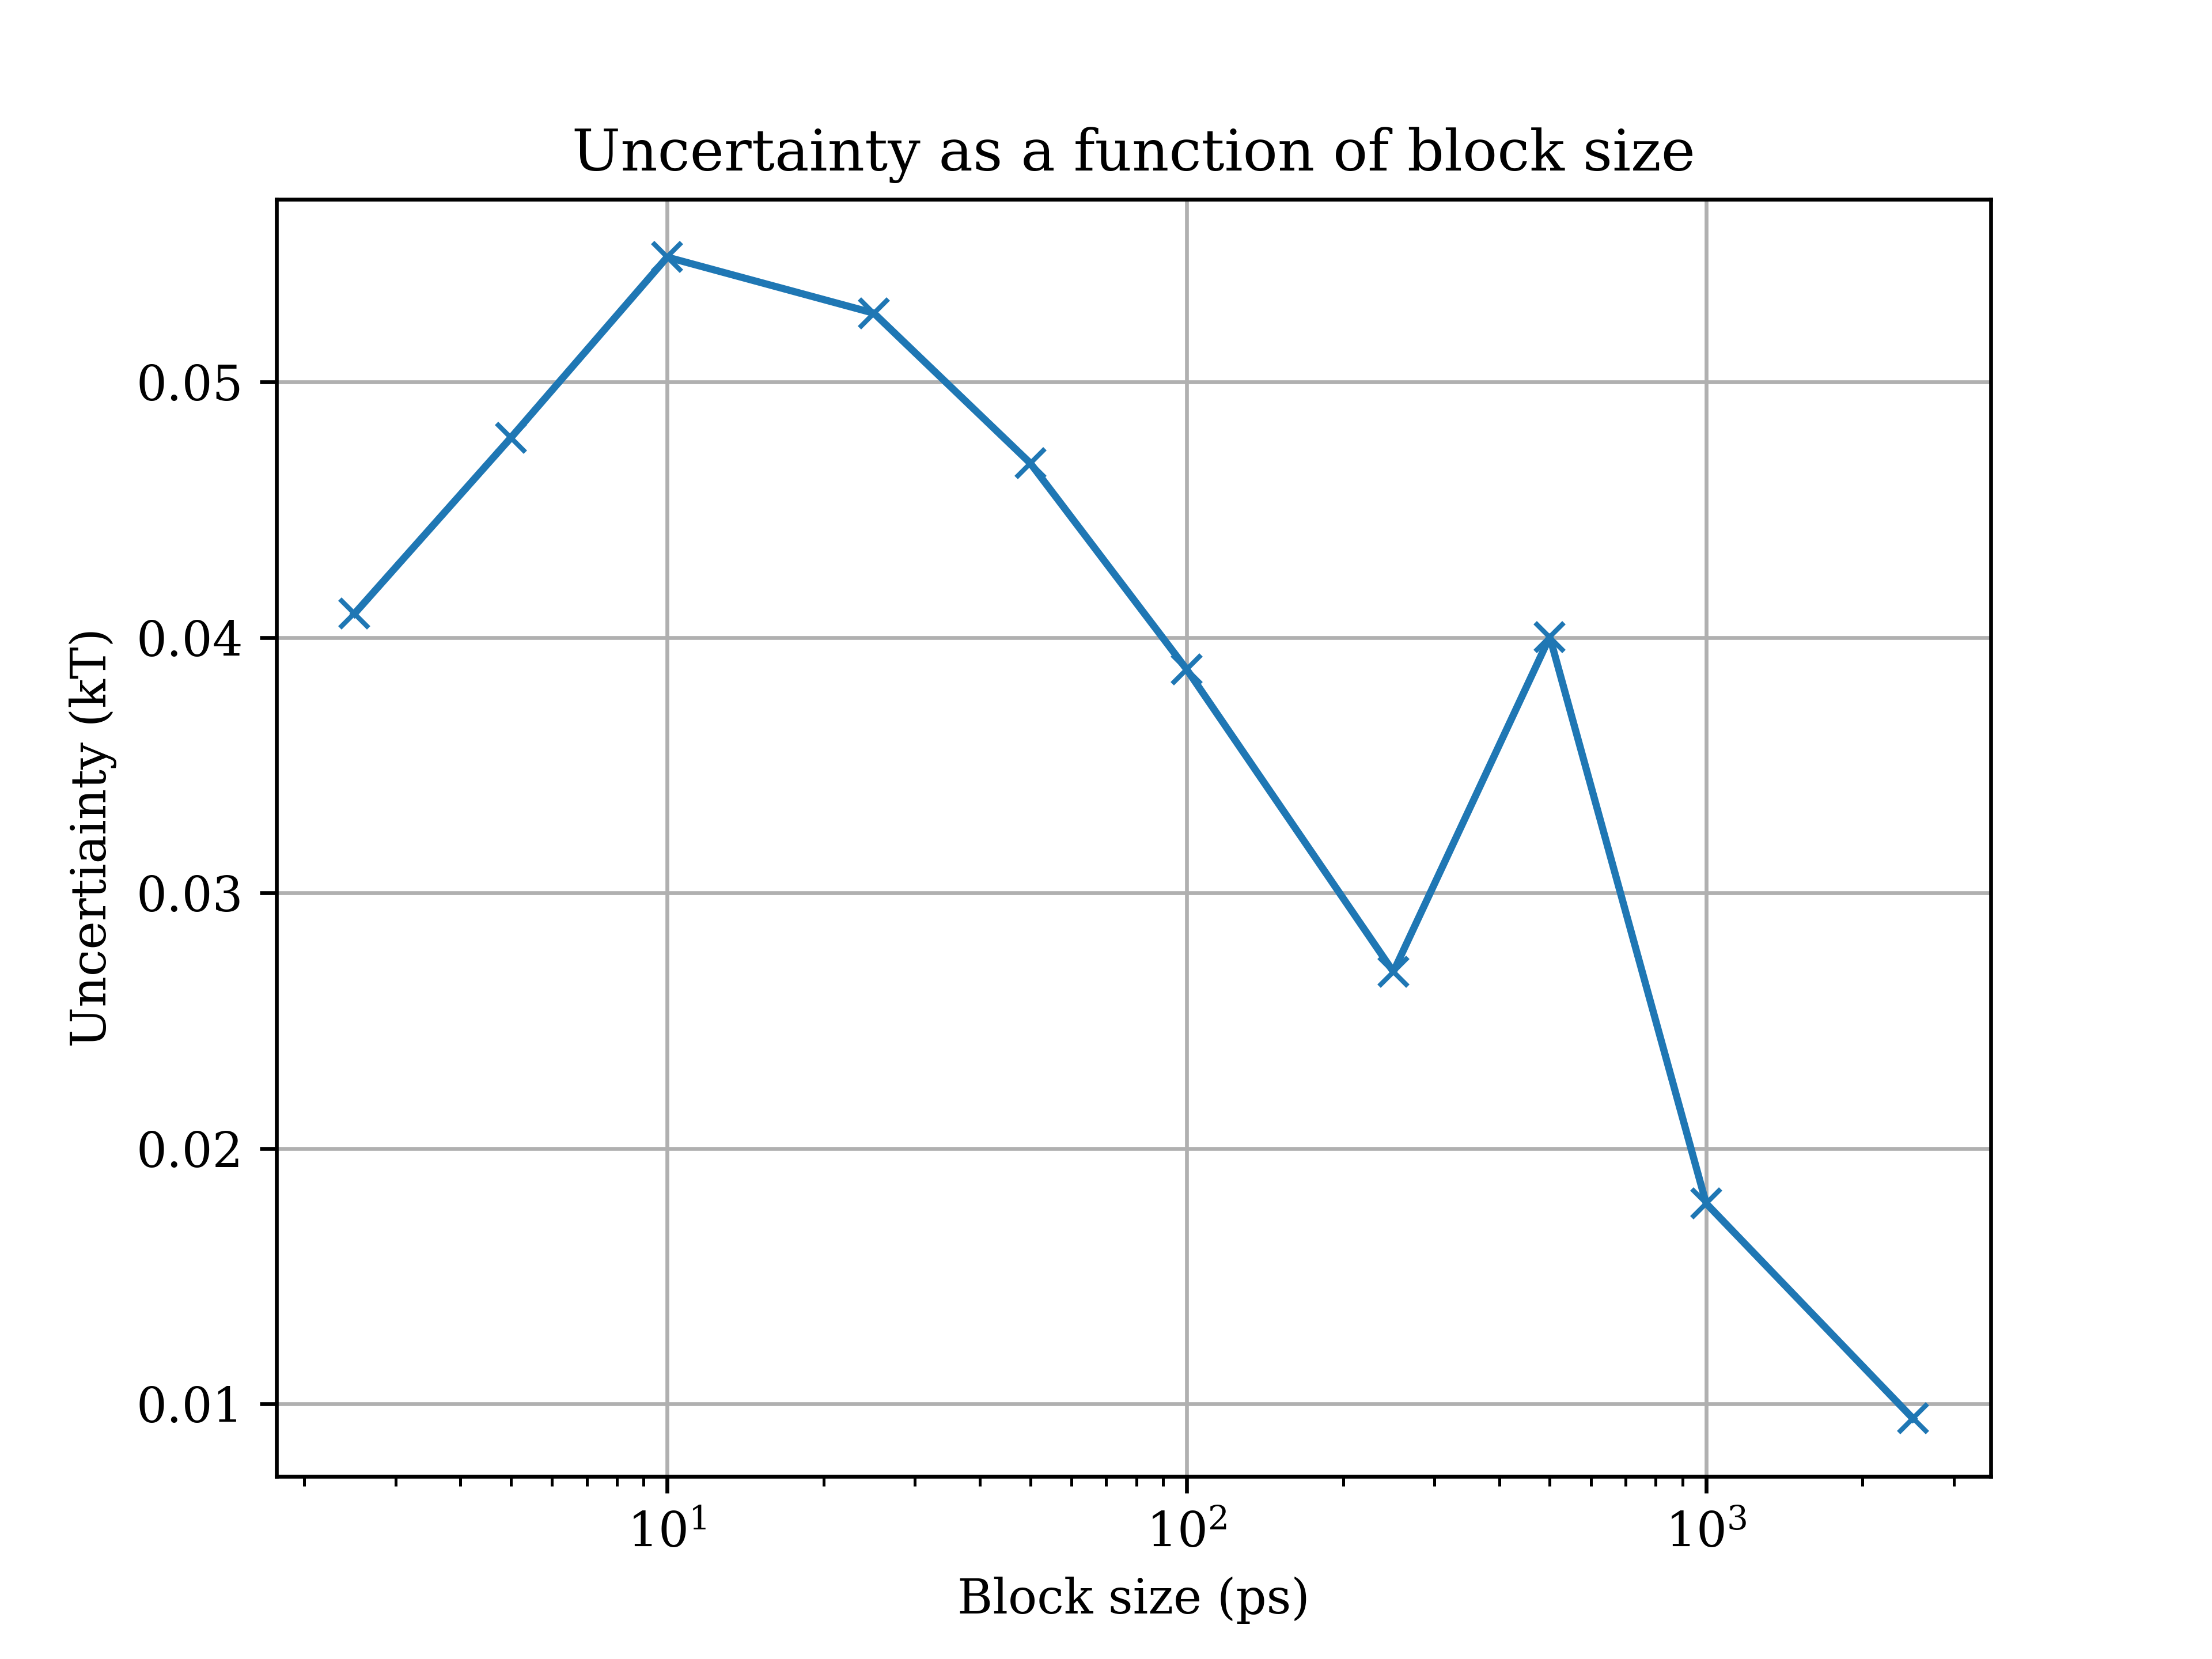 Uncertainty as a function of block size
Uncertianty (kT)
0.05
0.04
0.03
0.02
0.01
10¹
10²
10³
Block size (ps)